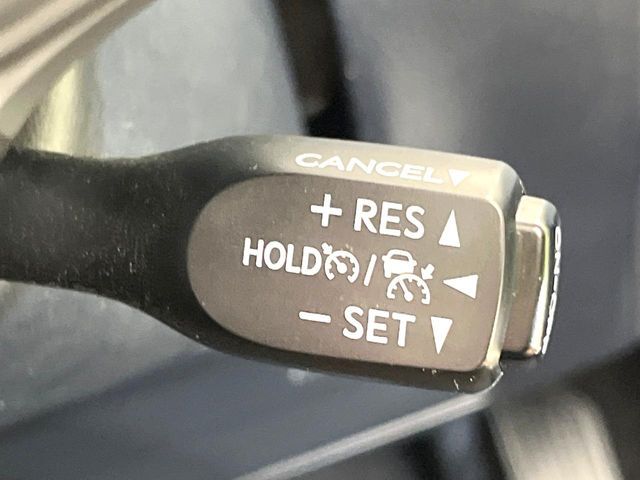 CANCEL▼
+ RES ▲
HOLD / ◀
− SET ▼